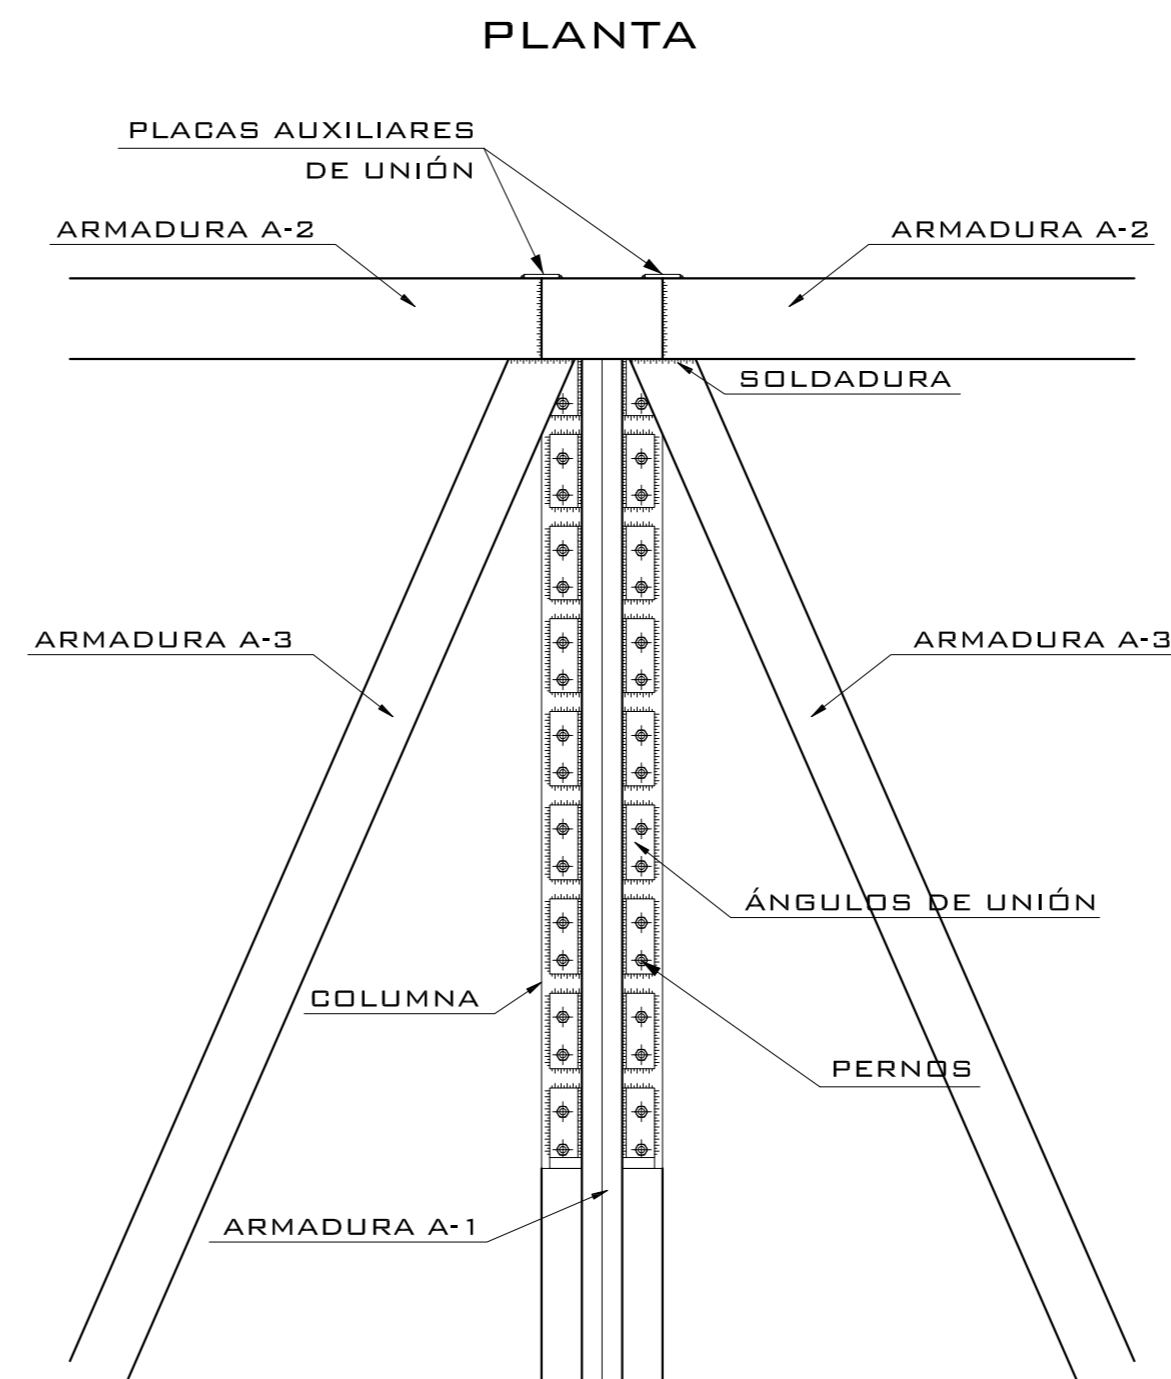 PLANTA
PLACAS AUXILIARES
DE UNIÓN
ARMADURA A-2
ARMADURA A-2
SOLDADURA
ARMADURA A-3
ARMADURA A-3
ÁNGULOS DE UNIÓN
COLUMNA
PERNOS
ARMADURA A-1